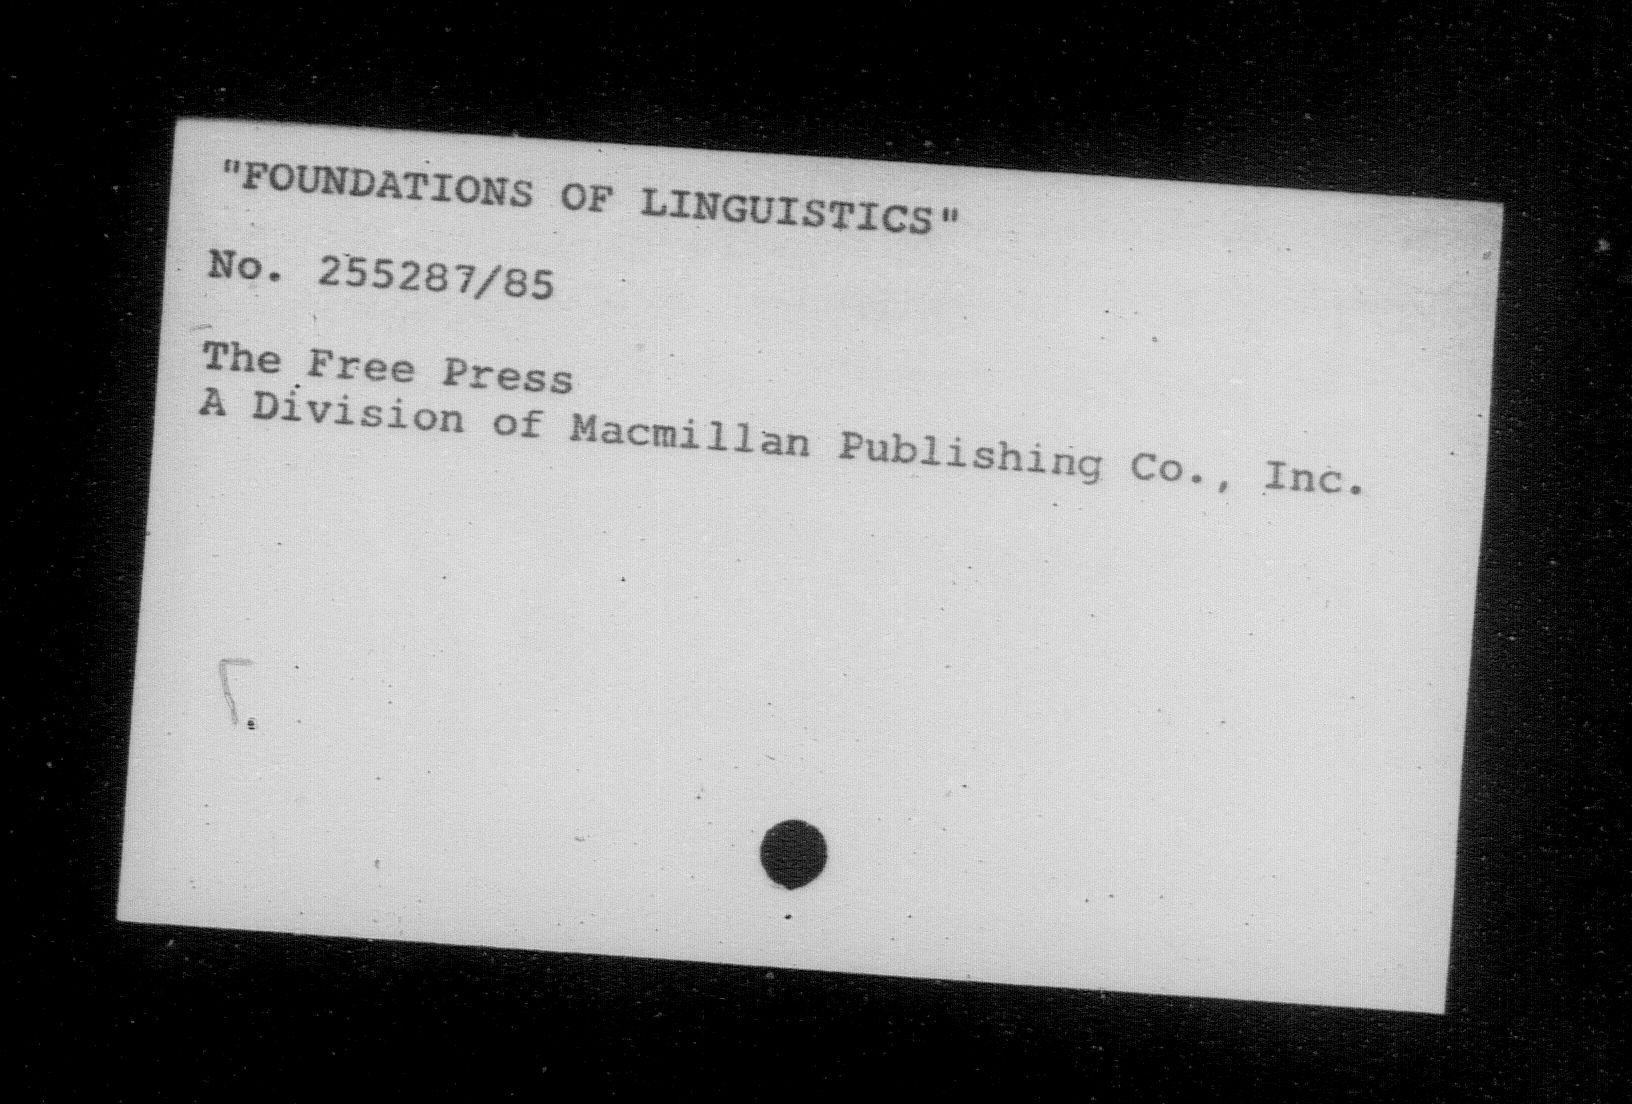 "FOUNDATIONS OF LINGUISTICS"
No. 255287/85
The Free Press
A Division of Macmillan Publishing Co., Inc.